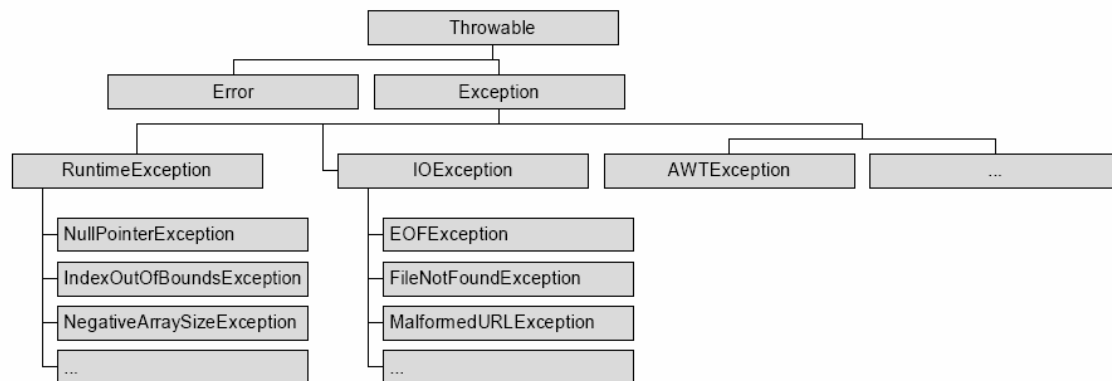 Throwable
Error
Exception
RuntimeException
IOException
AWTException
...
NullPointerException
IndexOutOfBoundsException
NegativeArraySizeException
...
EOFException
FileNotFoundException
MalformedURLException
...